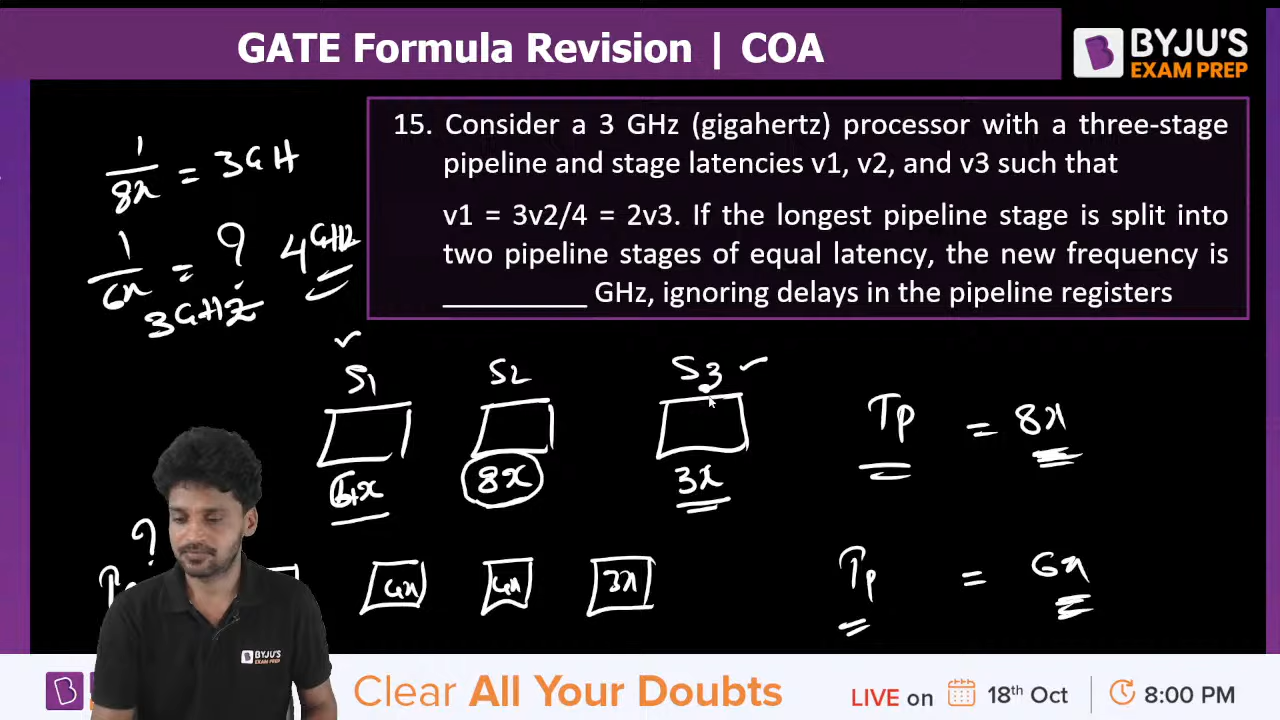 GATE Formula Revision | COA
BYJU'S
EXAM PREP
15. Consider a 3 GHz (gigahertz) processor with a three-stage
pipeline and stage latencies v1, v2, and v3 such that
v1 = 3v2/4 = 2v3. If the longest pipeline stage is split into
two pipeline stages of equal latency, the new frequency is
__________ GHz, ignoring delays in the pipeline registers
1/8x = 3GH
1/6x = ? 4GHz
3GHz
S1 S2 S3
6x 8x 3x
Tp = 8x
?
4x 4x 3x
Tp = 6x
BYJU'S
EXAM PREP
Clear All Your Doubts
LIVE on 18th Oct 8:00 PM